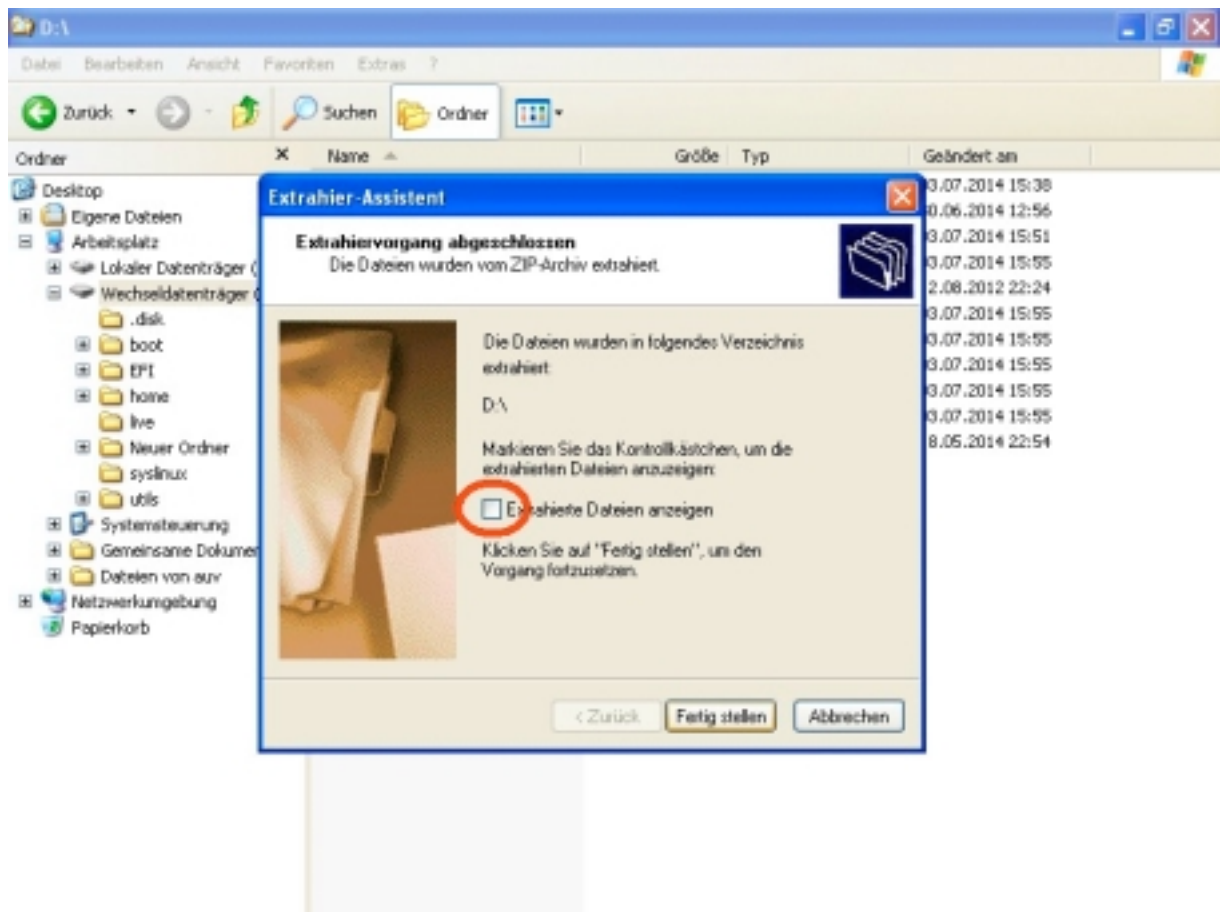 D:\
Datei Bearbeiten Ansicht Favoriten Extras ?
Zurück Suchen Ordner
Ordner X Name Größe Typ Geändert am
Desktop
Eigene Dateien
Arbeitsplatz
Lokaler Datenträger (
Wechseldatenträger (
.disk
boot
EFI
home
live
Neuer Ordner
syslinux
utils
Systemsteuerung
Gemeinsame Dokumen
Dateien von auv
Netzwerkumgebung
Papierkorb
Extrahier-Assistent
Extrahiervorgang abgeschlossen
Die Dateien wurden vom ZIP-Archiv extrahiert.
Die Dateien wurden in folgendes Verzeichnis
extrahiert:
D:\
Markieren Sie das Kontrollkästchen, um die
extrahierten Dateien anzuzeigen:
Extrahierte Dateien anzeigen
Klicken Sie auf "Fertig stellen", um den
Vorgang fortzusetzen.
< Zurück Fertig stellen Abbrechen
3.07.2014 15:38
0.06.2014 12:56
3.07.2014 15:51
3.07.2014 15:55
2.08.2012 22:24
3.07.2014 15:55
3.07.2014 15:55
3.07.2014 15:55
3.07.2014 15:55
3.07.2014 15:55
8.05.2014 22:54